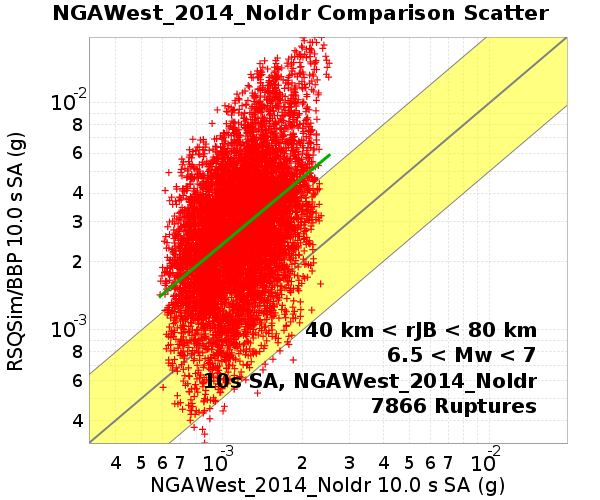 NGAWest_2014_NoIdr Comparison Scatter
RSQSim/BBP 10.0 s SA (g)
10-2
8
6
4
3
2
10-3
8
6
4
40 km < rJB < 80 km
6.5 < Mw < 7
10s SA, NGAWest_2014_NoIdr
7866 Ruptures
4 5 6 7 10-3 2 3 4 5 6 7 10-2
NGAWest_2014_NoIdr 10.0 s SA (g)